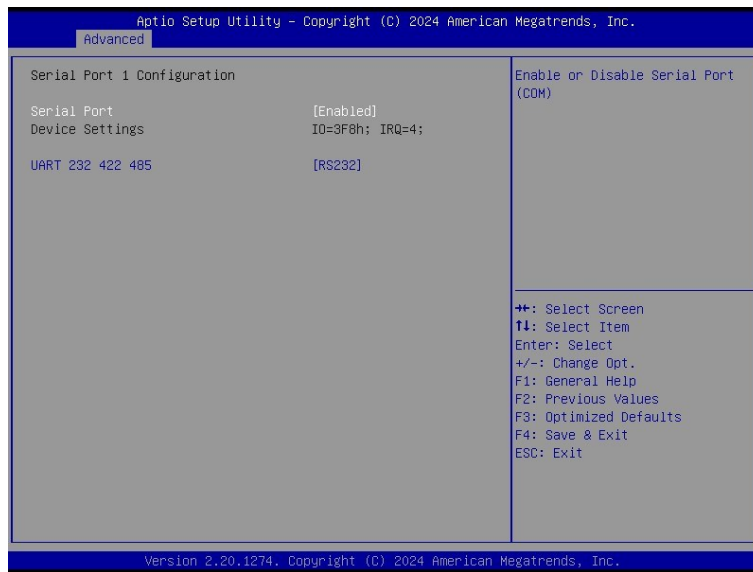 Aptio Setup Utility – Copyright (C) 2024 American Megatrends, Inc.
Advanced
Serial Port 1 Configuration
Serial Port [Enabled]
Device Settings IO=3F8h; IRQ=4;
UART 232 422 485 [RS232]
Enable or Disable Serial Port
(COM)
→←: Select Screen
↑↓: Select Item
Enter: Select
+/-: Change Opt.
F1: General Help
F2: Previous Values
F3: Optimized Defaults
F4: Save & Exit
ESC: Exit
Version 2.20.1274. Copyright (C) 2024 American Megatrends, Inc.